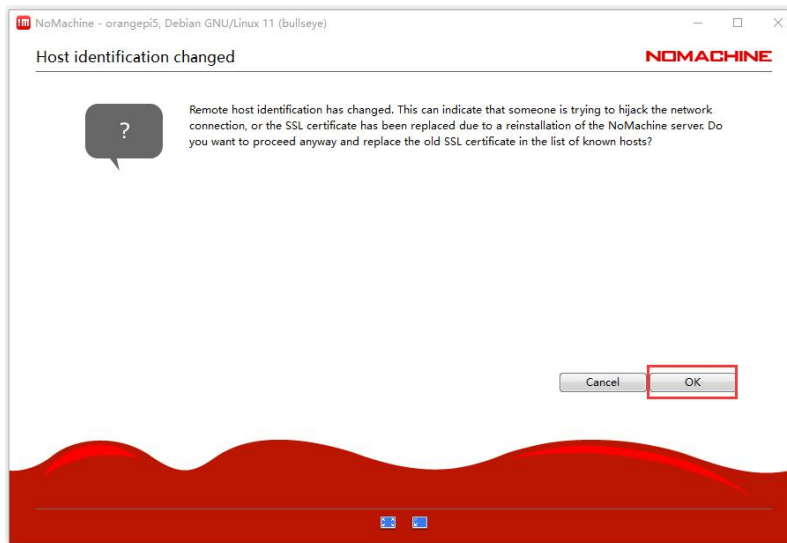 !m NoMachine - orangepi5, Debian GNU/Linux 11 (bullseye)
Host identification changed
NOMACHINE
?
Remote host identification has changed. This can indicate that someone is trying to hijack the network
connection, or the SSL certificate has been replaced due to a reinstallation of the NoMachine server. Do
you want to proceed anyway and replace the old SSL certificate in the list of known hosts?
Cancel
OK